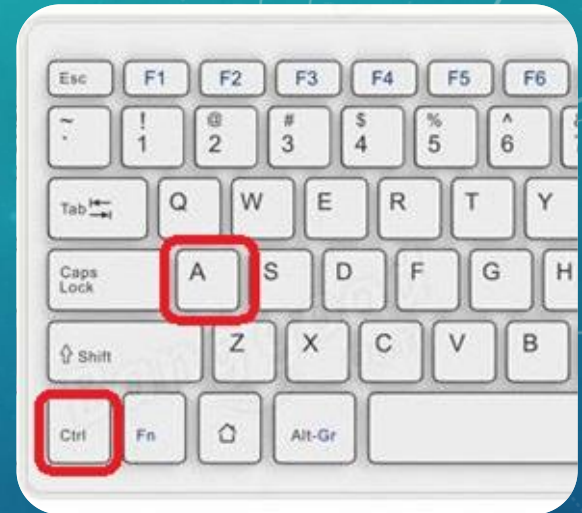 Esc F1 F2 F3 F4 F5 F6
~ ! @ # $ % ^
` 1 2 3 4 5 6
Tab Q W E R T Y
Caps A S D F G H
Lock
Shift Z X C V B
Ctrl Fn Alt-Gr